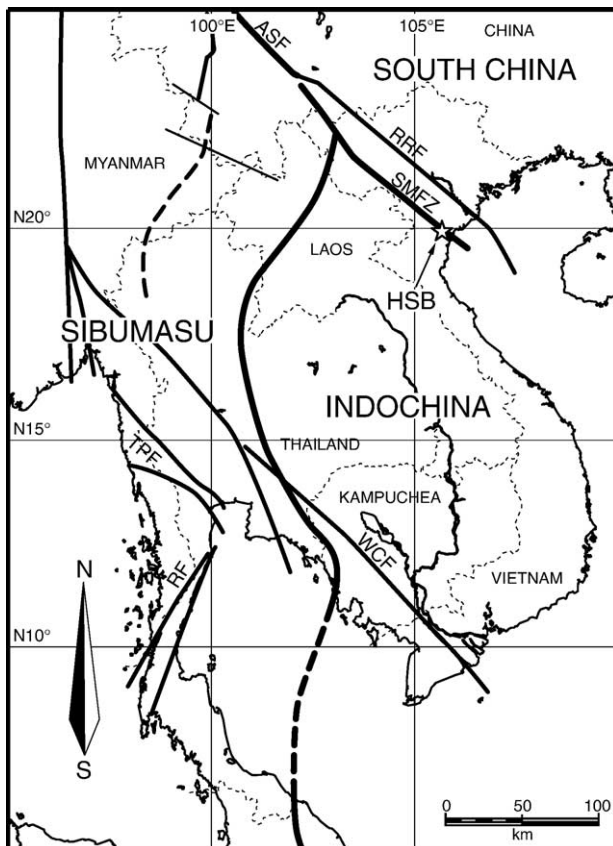 100°E
105°E
CHINA
ASF
SOUTH CHINA
RRF
MYANMAR
SMFZ
N20°
LAOS
HSB
SIBUMASU
INDOCHINA
N15°
THAILAND
TPF
KAMPUCHEA
WCF
RF
VIETNAM
N
N10°
S
0 50 100
km